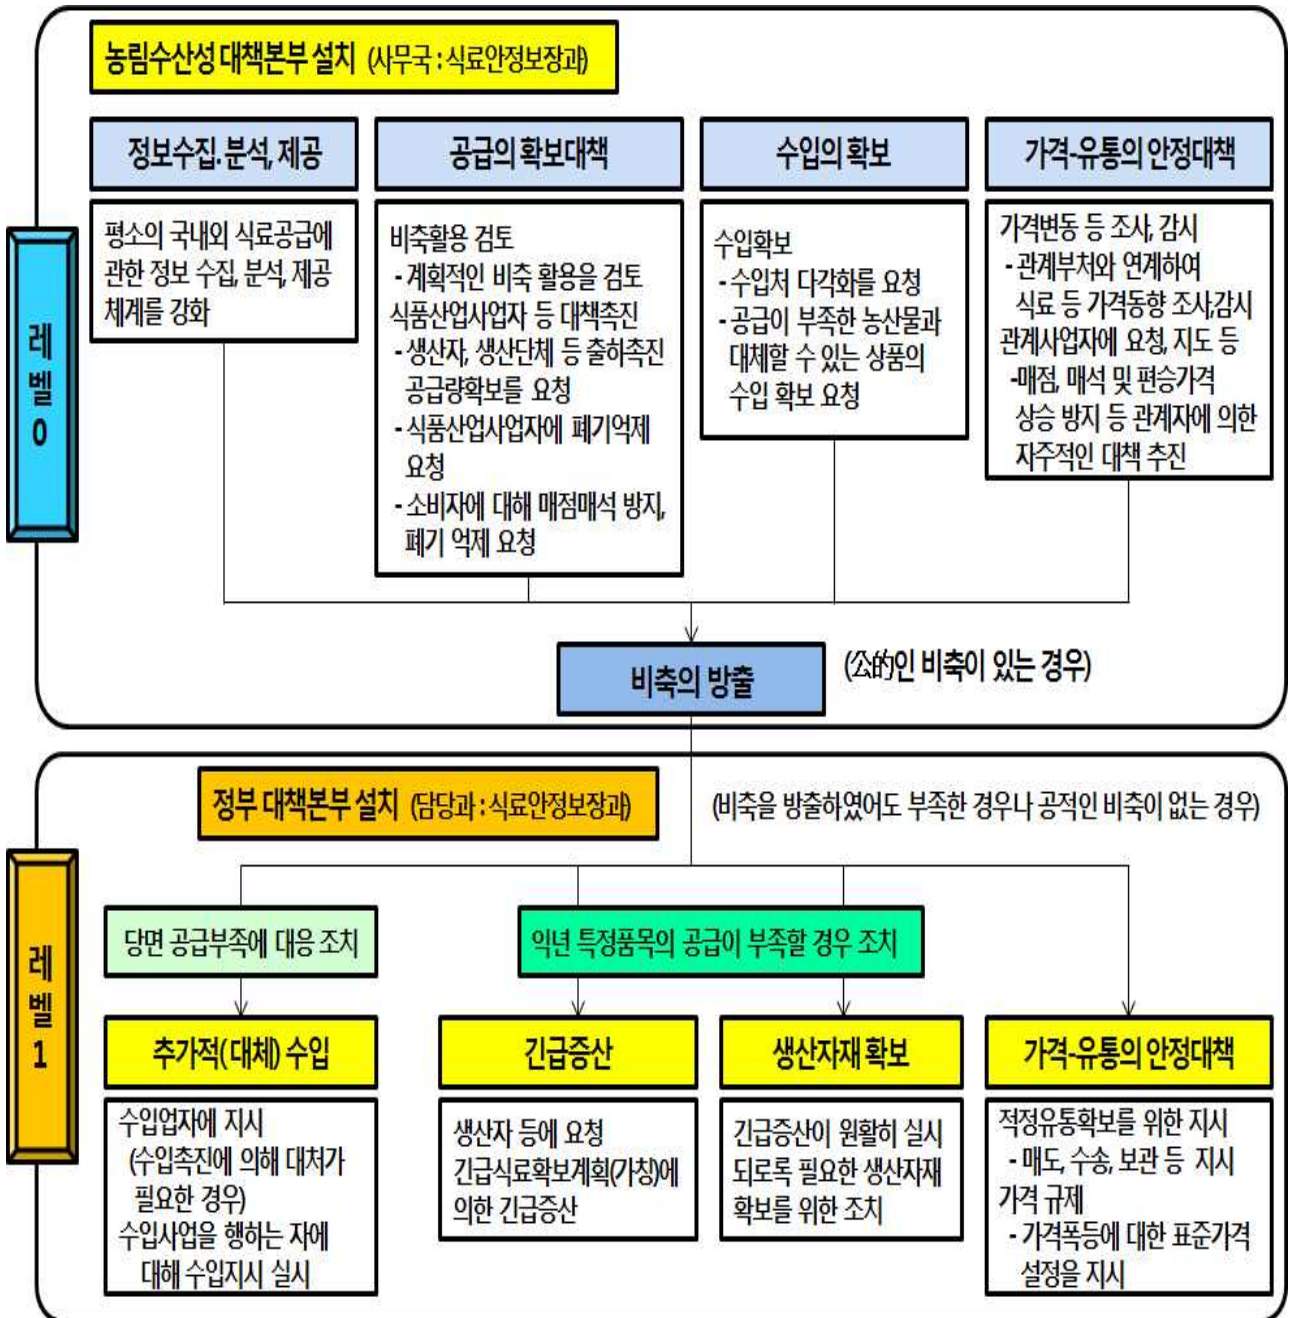 농림수산성 대책본부 설치 (사무국 : 식료안정보장과)
정보수집. 분석, 제공
평소의 국내외 식료공급에
관한 정보 수집, 분석, 제공
체계를 강화
공급의 확보대책
비축활용 검토
- 계획적인 비축 활용을 검토
식품산업사업자 등 대책촉진
- 생산자, 생산단체 등 출하촉진
공급량확보를 요청
- 식품산업사업자에 폐기억제
요청
- 소비자에 대해 매점매석 방지,
폐기 억제 요청
수입의 확보
수입확보
- 수입처 다각화를 요청
- 공급이 부족한 농산물과
대체할 수 있는 상품의
수입 확보 요청
가격-유통의 안정대책
가격변동 등 조사, 감시
- 관계부처와 연계하여
식료 등 가격동향 조사,감시
관계사업자에 요청, 지도 등
-매점, 매석 및 편승가격
상승 방지 등 관계자에 의한
자주적인 대책 추진
레
벨
0
비축의 방출
(公的인 비축이 있는 경우)
정부 대책본부 설치 (담당과 : 식료안정보장과)
(비축을 방출하였어도 부족한 경우나 공적인 비축이 없는 경우)
레
벨
1
당면 공급부족에 대응 조치
익년 특정품목의 공급이 부족할 경우 조치
추가적(대체) 수입
수입업자에 지시
(수입촉진에 의해 대처가
필요한 경우)
수입사업을 행하는 자에
대해 수입지시 실시
긴급증산
생산자 등에 요청
긴급식료확보계획(가칭)에
의한 긴급증산
생산자재 확보
긴급증산이 원활히 실시
되로록 필요한 생산자재
확보를 위한 조치
가격-유통의 안정대책
적정유통확보를 위한 지시
- 매도, 수송, 보관 등 지시
가격 규제
- 가격폭등에 대한 표준가격
설정을 지시